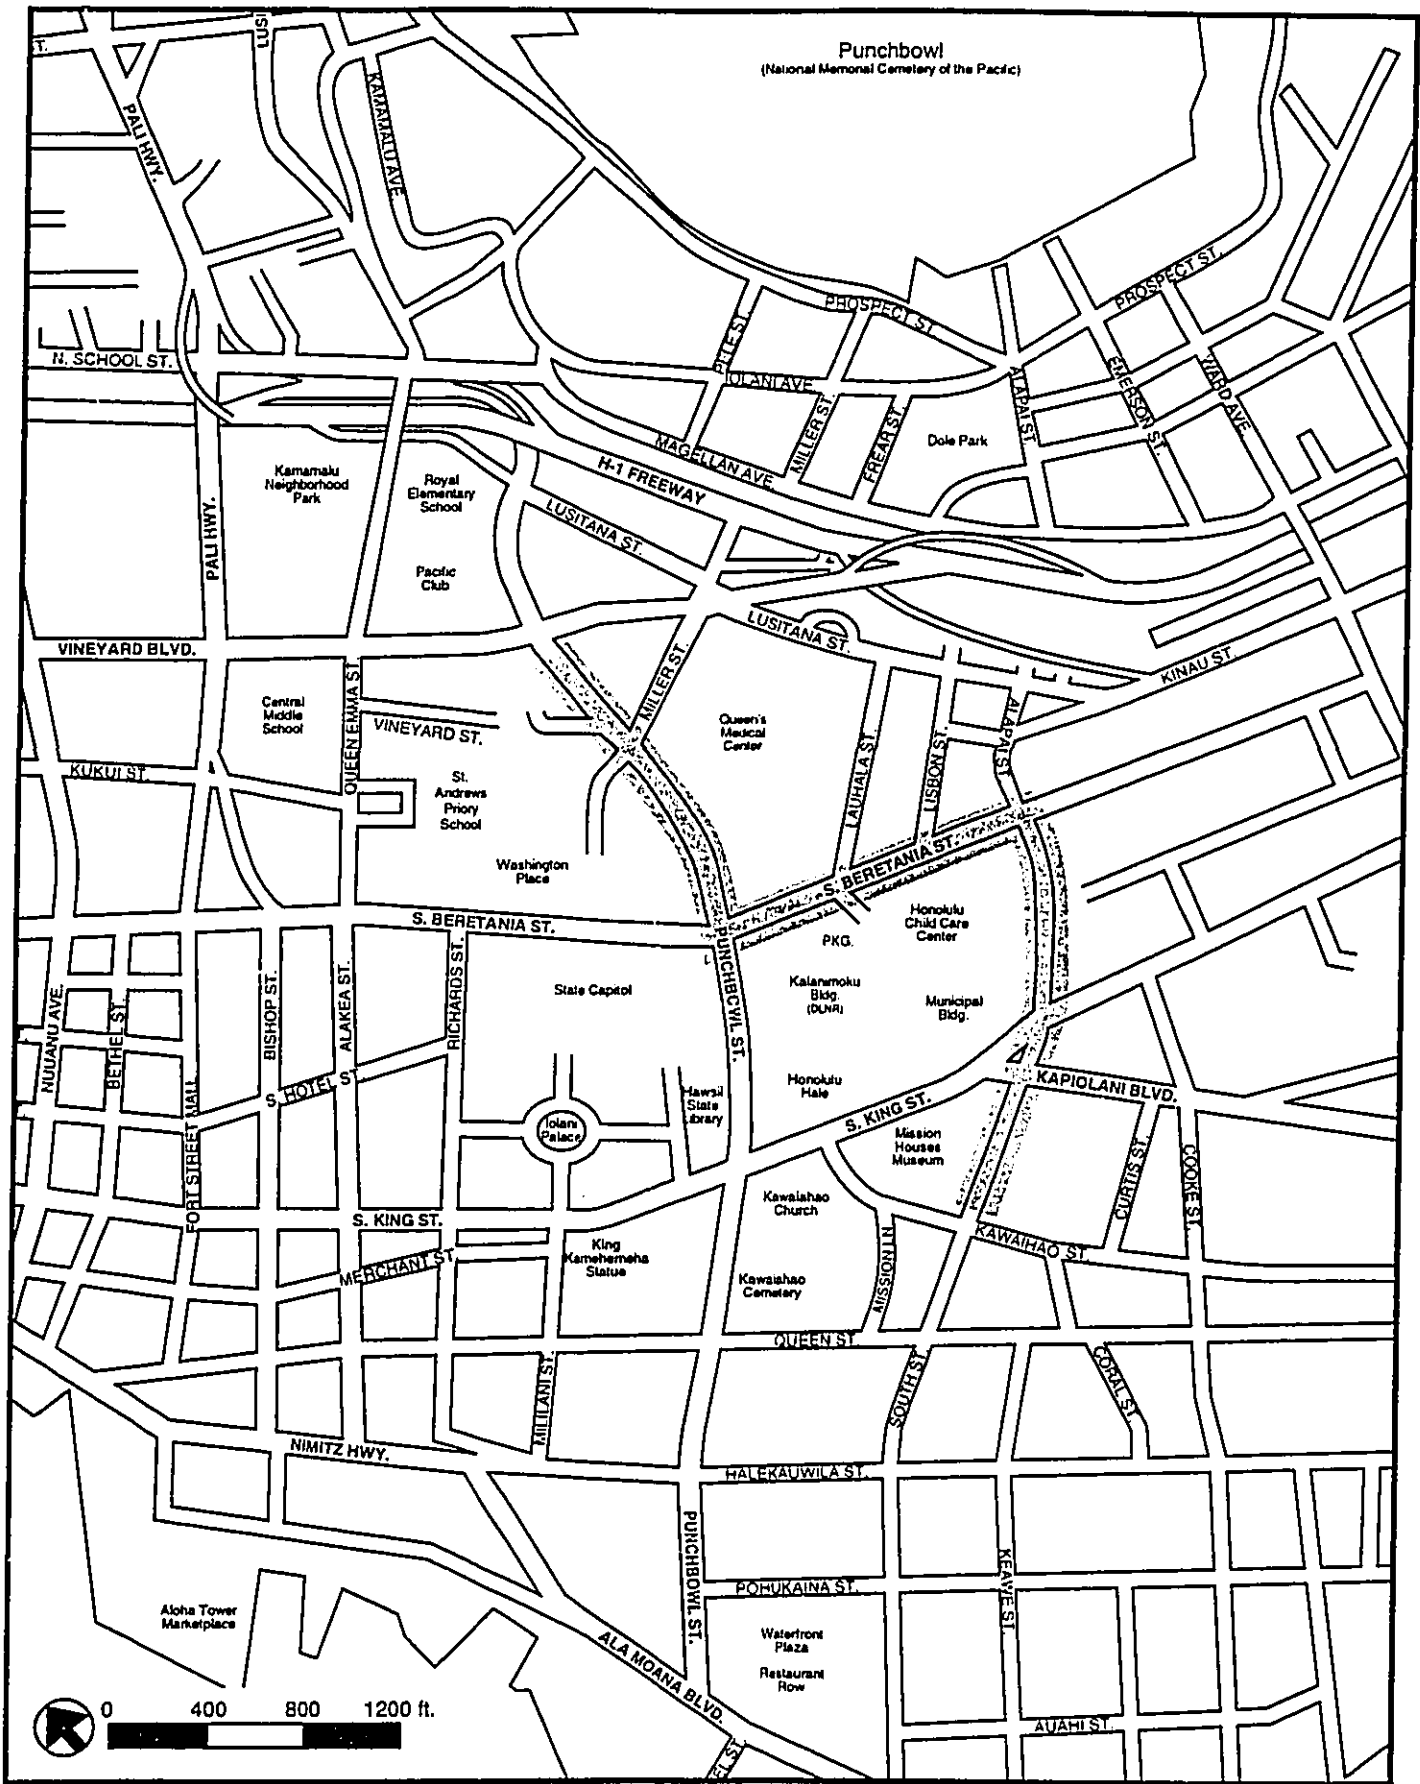 Punchbowl
(National Memorial Cemetery of the Pacific)
ST.
LUSI
PALI HWY.
KAMAMALU AVE.
PROSPECT ST.
PROSPECT ST.
N. SCHOOL ST.
PELE ST.
IOLANI AVE.
ALAPAI ST.
EMERSON ST.
WARD AVE.
MILLER ST.
FREAR ST.
Dole Park
MAGELLAN AVE.
H-1 FREEWAY
Kamamalu
Neighborhood
Park
Royal
Elementary
School
PALI HWY.
LUSITANA ST.
Pacific
Club
VINEYARD BLVD.
LUSITANA ST.
MILLER ST.
KINAU ST.
Central
Middle
School
QUEEN EMMA ST.
VINEYARD ST.
Queen's
Medical
Center
LAUHALA ST.
LISBON ST.
ALAPAI ST.
KUKUI ST.
St.
Andrews
Priory
School
Washington
Place
S. BERETANIA ST.
S. BERETANIA ST.
PUNCHBOWL ST.
Honolulu
Child Care
Center
PKG.
NUUANU AVE.
BETHEL ST.
FORT STREET MALL
BISHOP ST.
ALAKEA ST.
RICHARDS ST.
State Capitol
Kalanimoku
Bldg.
(DLNR)
Municipal
Bldg.
S. HOTEL ST.
Iolani
Palace
Hawaii
State
Library
Honolulu
Hale
S. KING ST.
KAPIOLANI BLVD.
Mission
Houses
Museum
CURTIS ST.
COOKE ST.
S. KING ST.
Kawaiahao
Church
MERCHANT ST.
King
Kamehameha
Statue
MISSION LN
KAWAIHAO ST.
Kawaiahao
Cemetery
QUEEN ST.
MILILANI ST.
SOUTH ST.
CORAL ST.
NIMITZ HWY.
HALEKAUWILA ST.
PUNCHBOWL ST.
POHUKAINA ST.
KEAWE ST.
Aloha Tower
Marketplace
Waterfront
Plaza
Restaurant
Row
ALA MOANA BLVD.
AUAHI ST.
0 400 800 1200 ft.